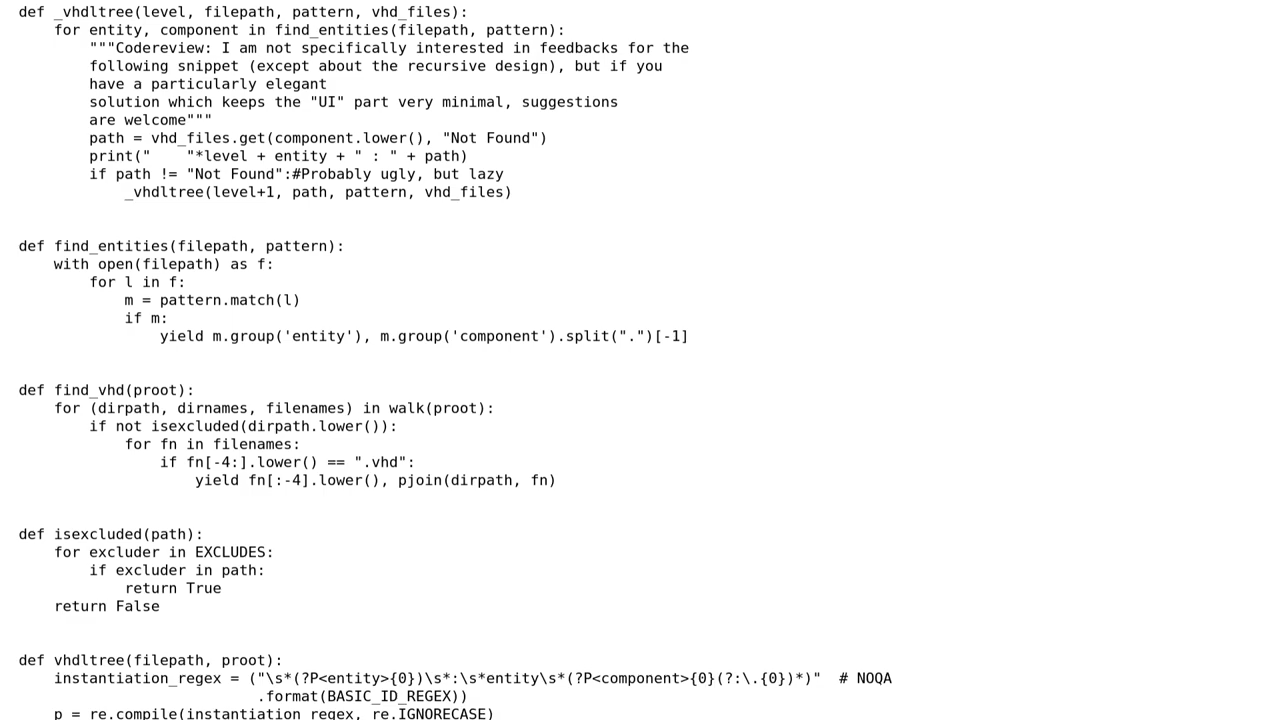 def _vhdltree(level, filepath, pattern, vhd_files):
    for entity, component in find_entities(filepath, pattern):
        """Codereview: I am not specifically interested in feedbacks for the
        following snippet (except about the recursive design), but if you
        have a particularly elegant
        solution which keeps the "UI" part very minimal, suggestions
        are welcome"""
        path = vhd_files.get(component.lower(), "Not Found")
        print("    "*level + entity + " : " + path)
        if path != "Not Found":#Probably ugly, but lazy
            _vhdltree(level+1, path, pattern, vhd_files)


def find_entities(filepath, pattern):
    with open(filepath) as f:
        for l in f:
            m = pattern.match(l)
            if m:
                yield m.group('entity'), m.group('component').split(".")[-1]


def find_vhd(proot):
    for (dirpath, dirnames, filenames) in walk(proot):
        if not isexcluded(dirpath.lower()):
            for fn in filenames:
                if fn[-4:].lower() == ".vhd":
                    yield fn[:-4].lower(), pjoin(dirpath, fn)


def isexcluded(path):
    for excluder in EXCLUDES:
        if excluder in path:
            return True
    return False


def vhdltree(filepath, proot):
    instantiation_regex = ("\s*(?P<entity>{0})\s*:\s*entity\s*(?P<component>{0}(?:\.{0})*)"  # NOQA
                           .format(BASIC_ID_REGEX))
    p = re.compile(instantiation_regex, re.IGNORECASE)